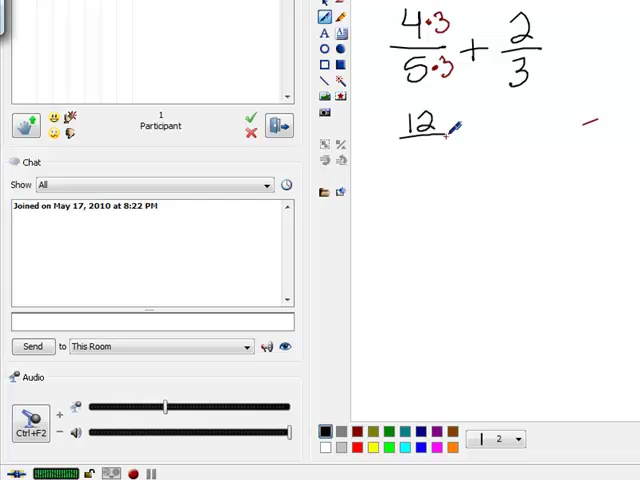 4·3 + 2
5·3 3
12
1
Participant
Chat
Show All
Joined on May 17, 2010 at 8:22 PM
Send to This Room
Audio
Ctrl+F2
2